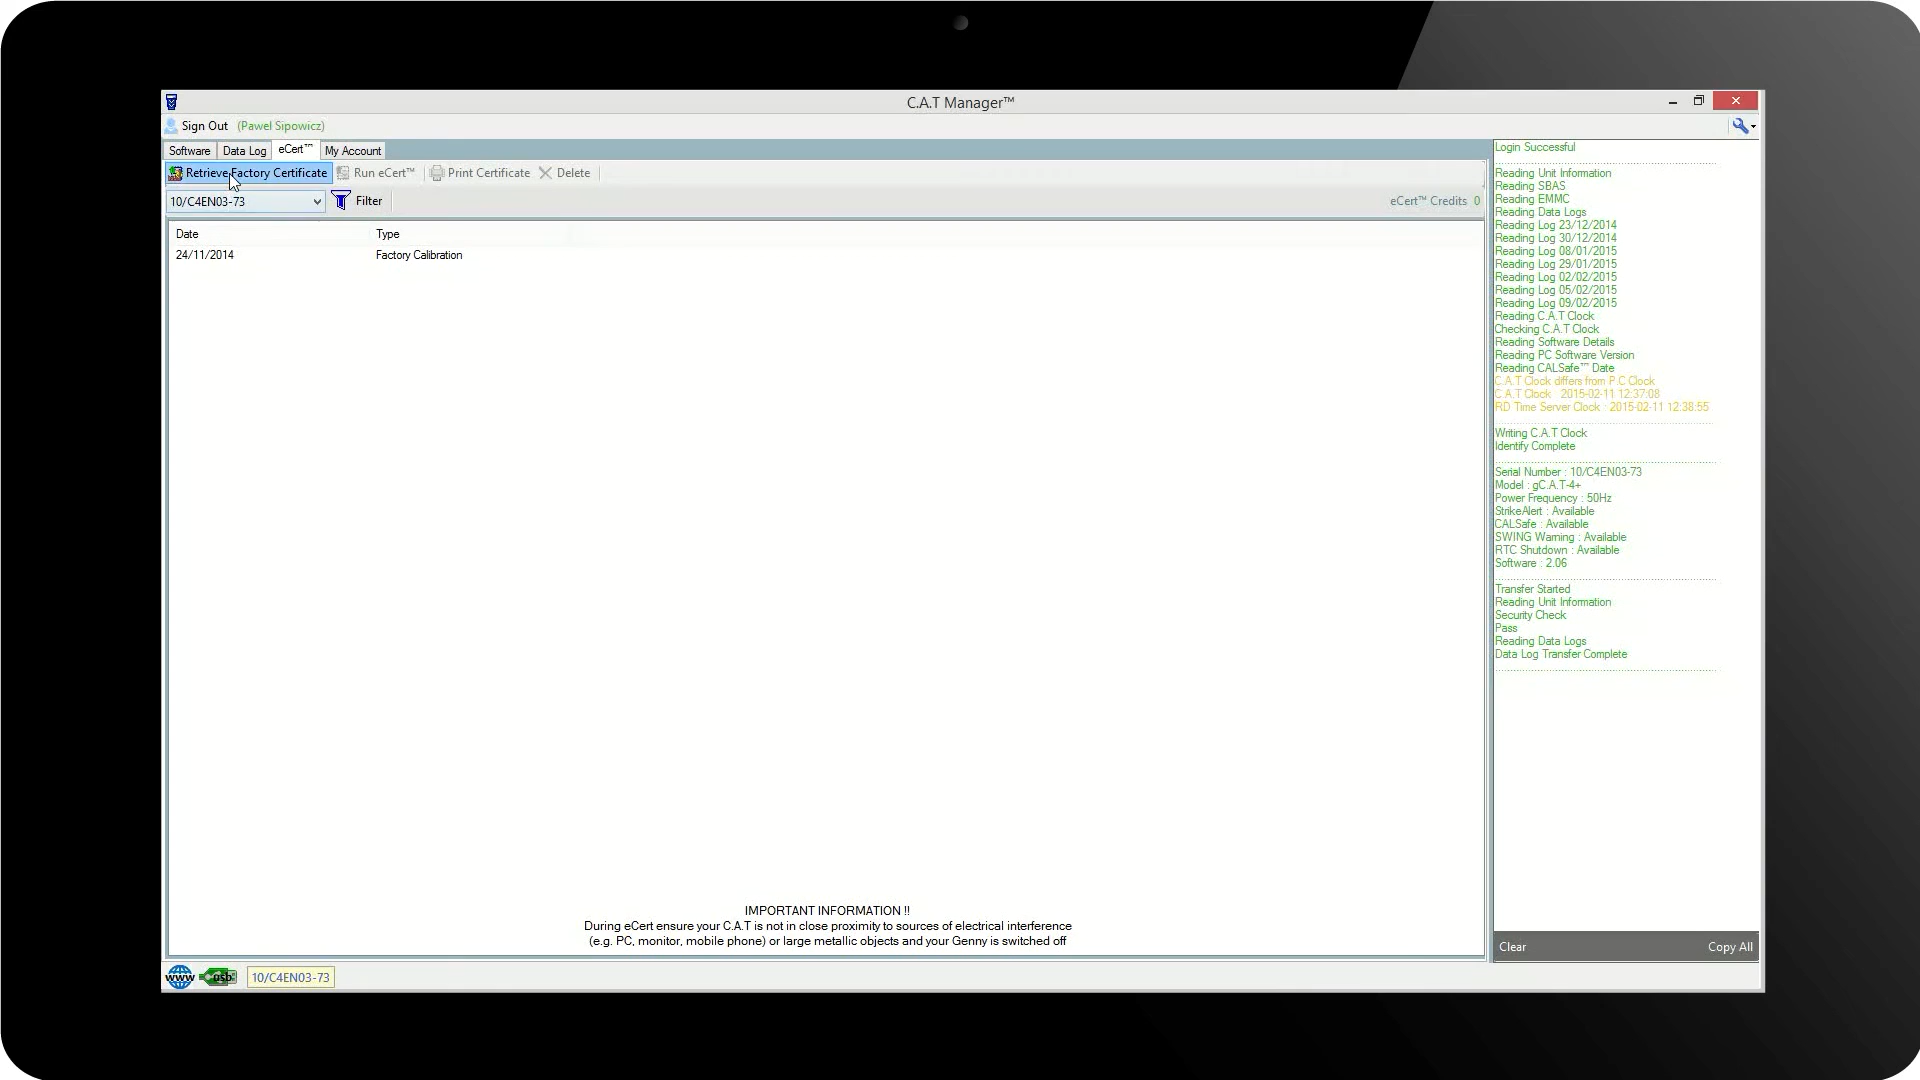 C.A.T Manager™
Sign Out (Pawel Sipowicz)
Software Data Log eCert™ My Account
Retrieve Factory Certificate Run eCert™ Print Certificate Delete
10/C4EN03-73 Filter eCert™ Credits 0
Date Type
24/11/2014 Factory Calibration
IMPORTANT INFORMATION !!
During eCert ensure your C.A.T is not in close proximity to sources of electrical interference
(e.g. PC, monitor, mobile phone) or large metallic objects and your Genny is switched off
Login Successful
Reading Unit Information
Reading SBAS
Reading EMMC
Reading Data Logs
Reading Log 23/12/2014
Reading Log 30/12/2014
Reading Log 08/01/2015
Reading Log 29/01/2015
Reading Log 02/02/2015
Reading Log 05/02/2015
Reading Log 09/02/2015
Reading C.A.T Clock
Checking C.A.T Clock
Reading Software Details
Reading PC Software Version
Reading CALSafe™ Date
C.A.T Clock differs from P.C Clock
C.A.T Clock : 2015-02-11 12:37:08
RD Time Server Clock : 2015-02-11 12:38:55
Writing C.A.T Clock
Identify Complete
Serial Number : 10/C4EN03-73
Model : gC.A.T-4+
Power Frequency : 50Hz
StrikeAlert : Available
CALSafe : Available
SWING Warning : Available
RTC Shutdown : Available
Software : 2.06
Transfer Started
Reading Unit Information
Security Check
Pass
Reading Data Logs
Data Log Transfer Complete
Clear Copy All
www usb 10/C4EN03-73